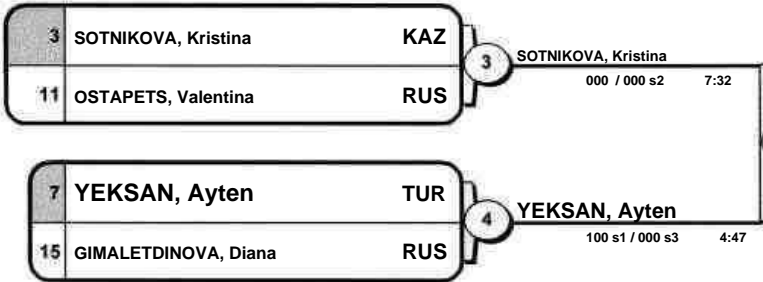 3 SOTNIKOVA, Kristina KAZ
11 OSTAPETS, Valentina RUS
3
SOTNIKOVA, Kristina
000 / 000 s2 7:32
7 YEKSAN, Ayten TUR
15 GIMALETDINOVA, Diana RUS
4
YEKSAN, Ayten
100 s1 / 000 s3 4:47